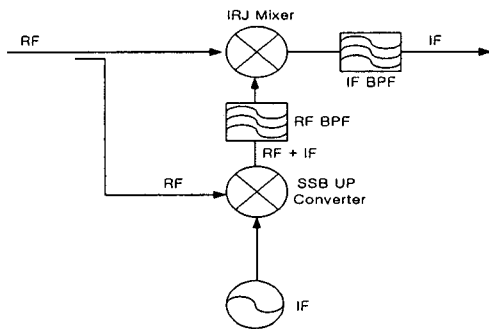 IRJ Mixer
RF
IF
IF BPF
RF BPF
RF + IF
RF
SSB UP
Converter
IF